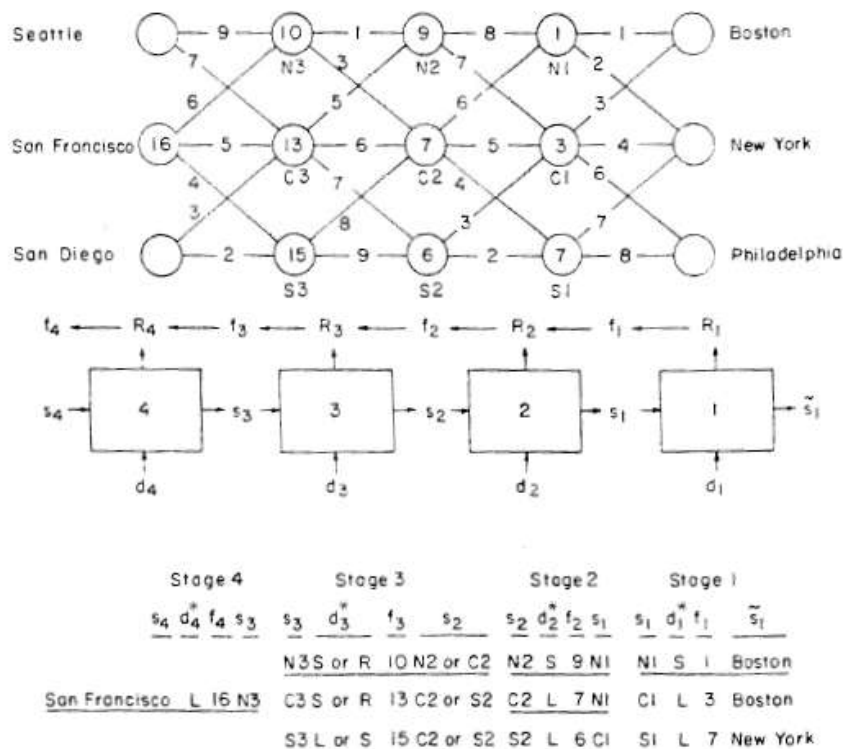 Seattle 9 10 1 9 8 1 1 Boston
N3 N2 N1
7 3 7 2
6 5 6 3
San Francisco 16 5 13 6 7 5 3 4 New York
C3 C2 C1
4 7 4 6
3 8 3 7
San Diego 2 15 9 6 2 7 8 Philadelphia
S3 S2 S1
f4 R4 f3 R3 f2 R2 f1 R1
s4 4 s3 3 s2 2 s1 1 s̃1
d4 d3 d2 d1
Stage 4 Stage 3 Stage 2 Stage 1
s4 d4* f4 s3 s3 d3* f3 s2 s2 d2* f2 s1 s1 d1* f1 s̃1
N3 S or R 10 N2 or C2 N2 S 9 N1 N1 S 1 Boston
San Francisco L 16 N3 C3 S or R 13 C2 or S2 C2 L 7 N1 C1 L 3 Boston
S3 L or S 15 C2 or S2 S2 L 6 C1 S1 L 7 New York